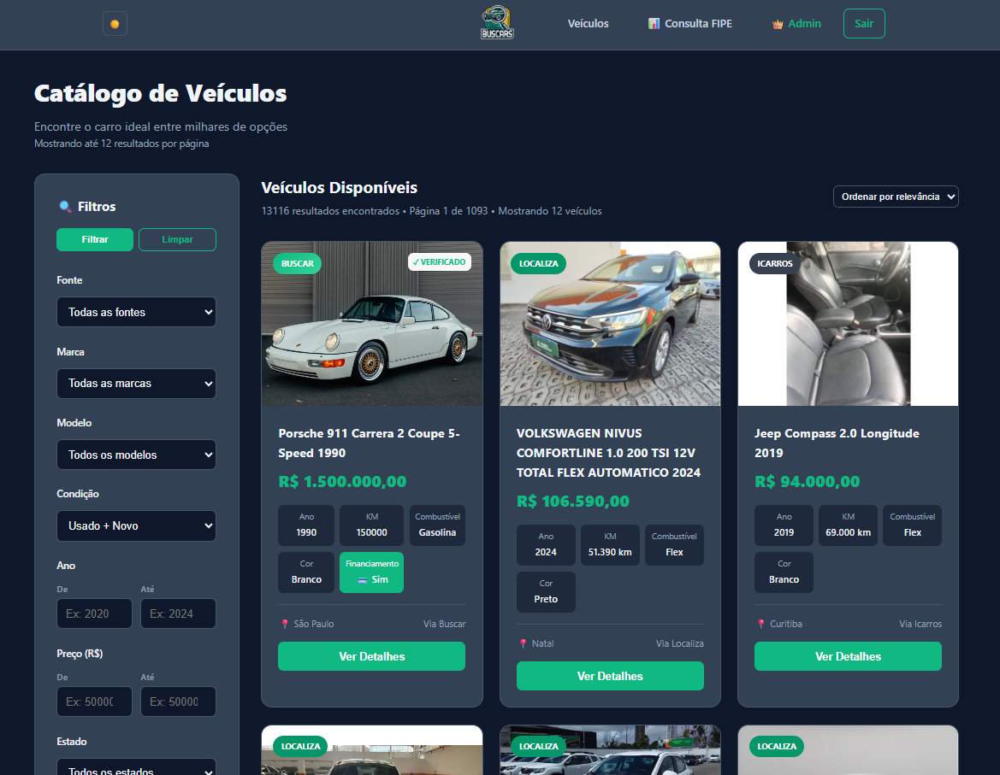 BUSCARS
Veículos
Consulta FIPE
Admin
Sair
Catálogo de Veículos
Encontre o carro ideal entre milhares de opções
Mostrando até 12 resultados por página
Filtros
Filtrar
Limpar
Fonte
Todas as fontes
Marca
Todas as marcas
Modelo
Todos os modelos
Condição
Usado + Novo
Ano
De
Até
Ex: 2020
Ex: 2024
Preço (R$)
De
Até
Ex: 50000
Ex: 50000
Estado
Todos os estados
Veículos Disponíveis
13116 resultados encontrados • Página 1 de 1093 • Mostrando 12 veículos
Ordenar por relevância
BUSCAR
✓ VERIFICADO
Porsche 911 Carrera 2 Coupe 5-
Speed 1990
R$ 1.500.000,00
Ano
1990
KM
150000
Combustível
Gasolina
Cor
Branco
Financiamento
Sim
São Paulo
Via Buscar
Ver Detalhes
LOCALIZA
VOLKSWAGEN NIVUS
COMFORTLINE 1.0 200 TSI 12V
TOTAL FLEX AUTOMATICO 2024
R$ 106.590,00
Ano
2024
KM
51.390 km
Combustível
Flex
Cor
Preto
Natal
Via Localiza
Ver Detalhes
ICARROS
Jeep Compass 2.0 Longitude
2019
R$ 94.000,00
Ano
2019
KM
69.000 km
Combustível
Flex
Cor
Branco
Curitiba
Via Icarros
Ver Detalhes
LOCALIZA
LOCALIZA
LOCALIZA